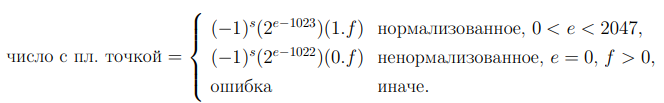 (−1)^s(2^{e−1023})(1.f) нормализованное, 0 < e < 2047,
число с пл. точкой = { (−1)^s(2^{e−1022})(0.f) ненормализованное, e = 0, f > 0,
ошибка иначе.